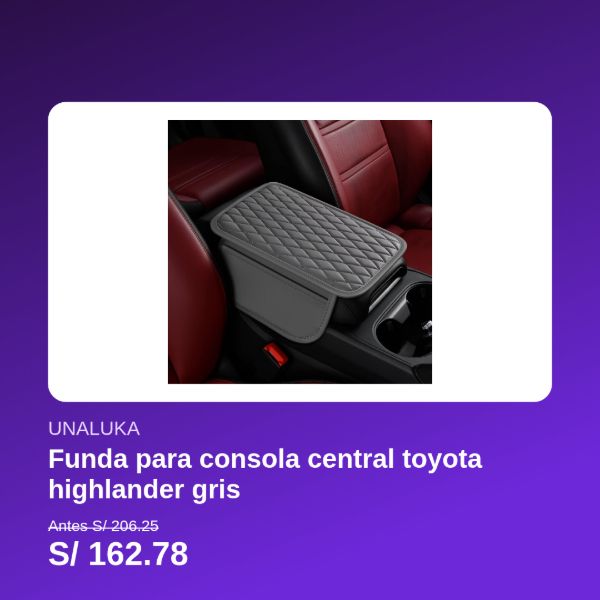 UNALUKA
Funda para consola central toyota
highlander gris
Antes S/ 206.25
S/ 162.78